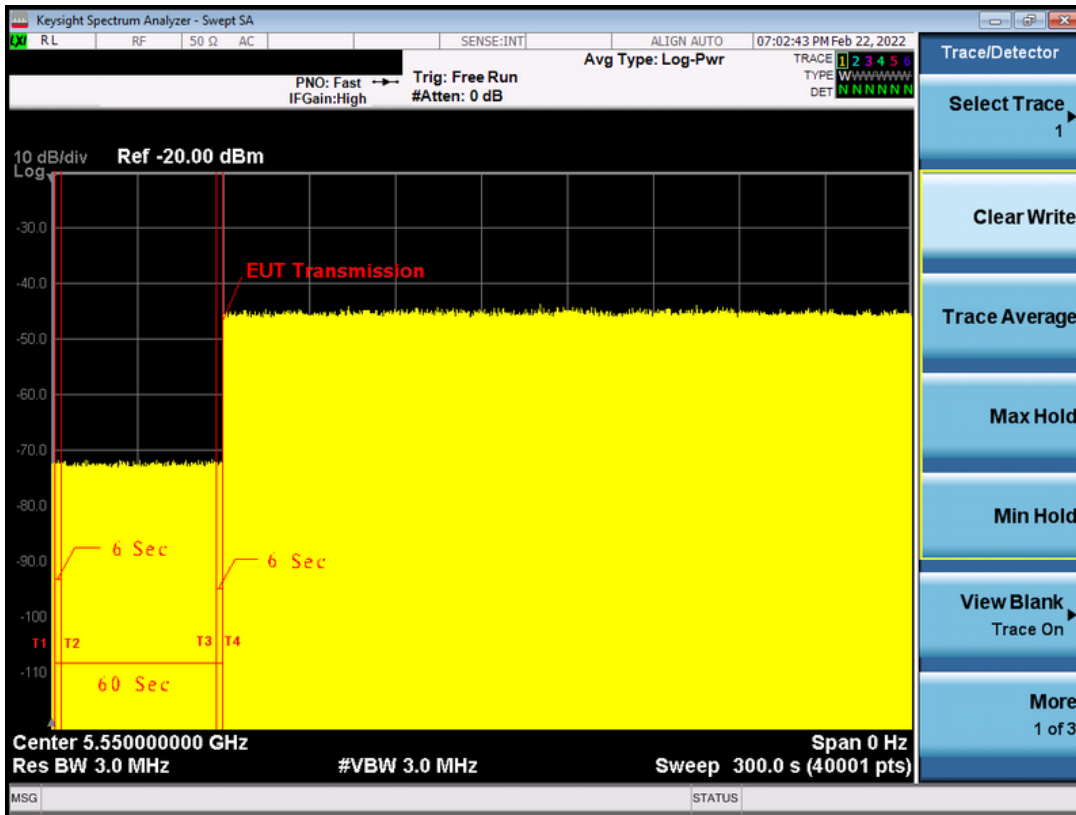 Keysight Spectrum Analyzer - Swept SA
LXI RL RF 50 Ω AC SENSE:INT ALIGN AUTO 07:02:43 PM Feb 22, 2022
Avg Type: Log-Pwr
TRACE 1 2 3 4 5 6
TYPE WWWWWW
DET N N N N N N
PNO: Fast
IFGain:High
Trig: Free Run
#Atten: 0 dB
Trace/Detector
Select Trace
1
Clear Write
Trace Average
Max Hold
Min Hold
View Blank
Trace On
More
1 of 3
10 dB/div Ref -20.00 dBm
Log
-30.0
-40.0
-50.0
-60.0
-70.0
-80.0
-90.0
-100
-110
EUT Transmission
6 Sec
6 Sec
T1 T2 T3 T4
60 Sec
Center 5.550000000 GHz Span 0 Hz
Res BW 3.0 MHz #VBW 3.0 MHz Sweep 300.0 s (40001 pts)
MSG STATUS